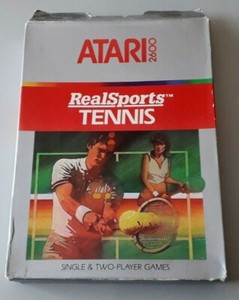 ATARI 2600
RealSports™
TENNIS
SINGLE & TWO-PLAYER GAMES